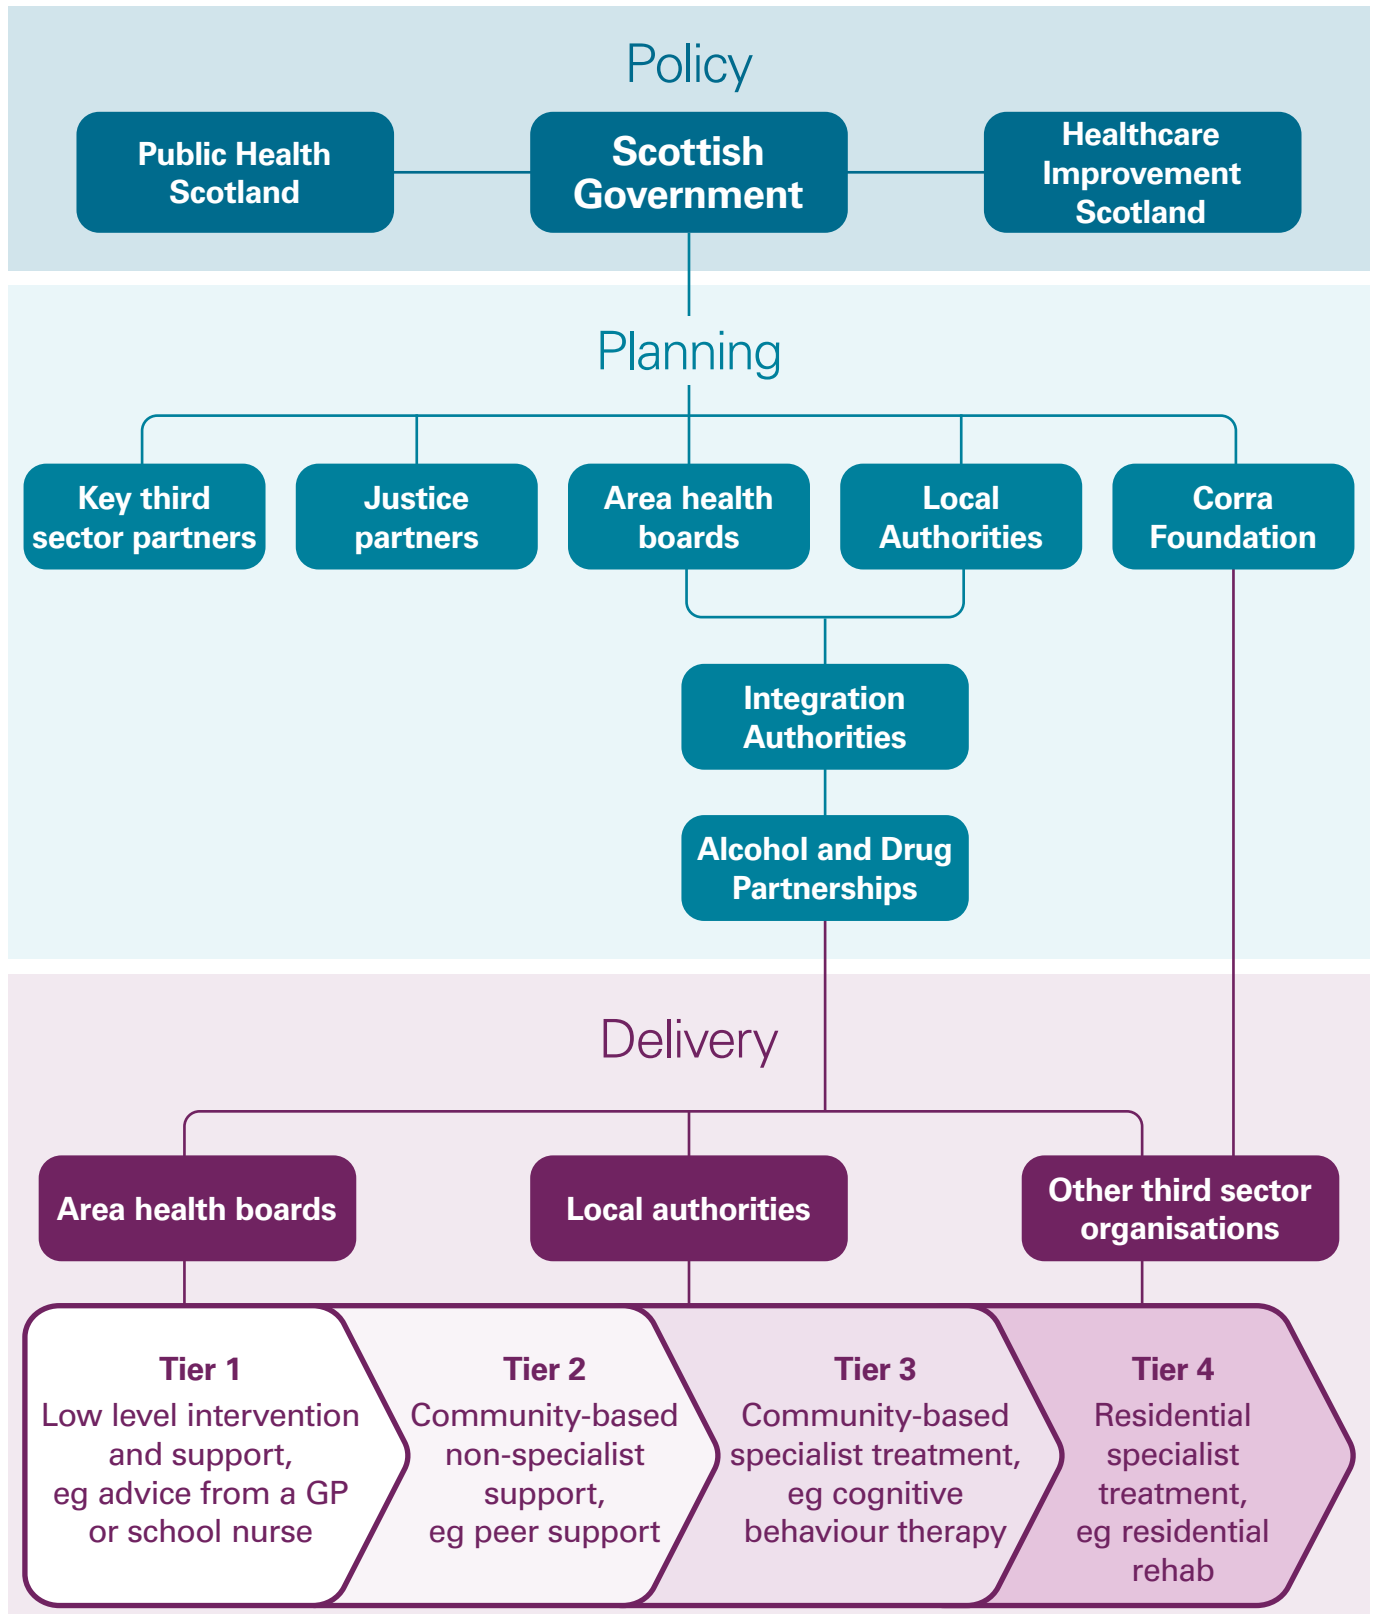 Policy
Public Health
Scotland
Scottish
Government
Healthcare
Improvement
Scotland
Planning
Key third
sector partners
Justice
partners
Area health
boards
Local
Authorities
Corra
Foundation
Integration
Authorities
Alcohol and Drug
Partnerships
Delivery
Area health boards
Local authorities
Other third sector
organisations
Tier 1
Low level intervention
and support,
eg advice from a GP
or school nurse
Tier 2
Community-based
non-specialist
support,
eg peer support
Tier 3
Community-based
specialist treatment,
eg cognitive
behaviour therapy
Tier 4
Residential
specialist
treatment,
eg residential
rehab